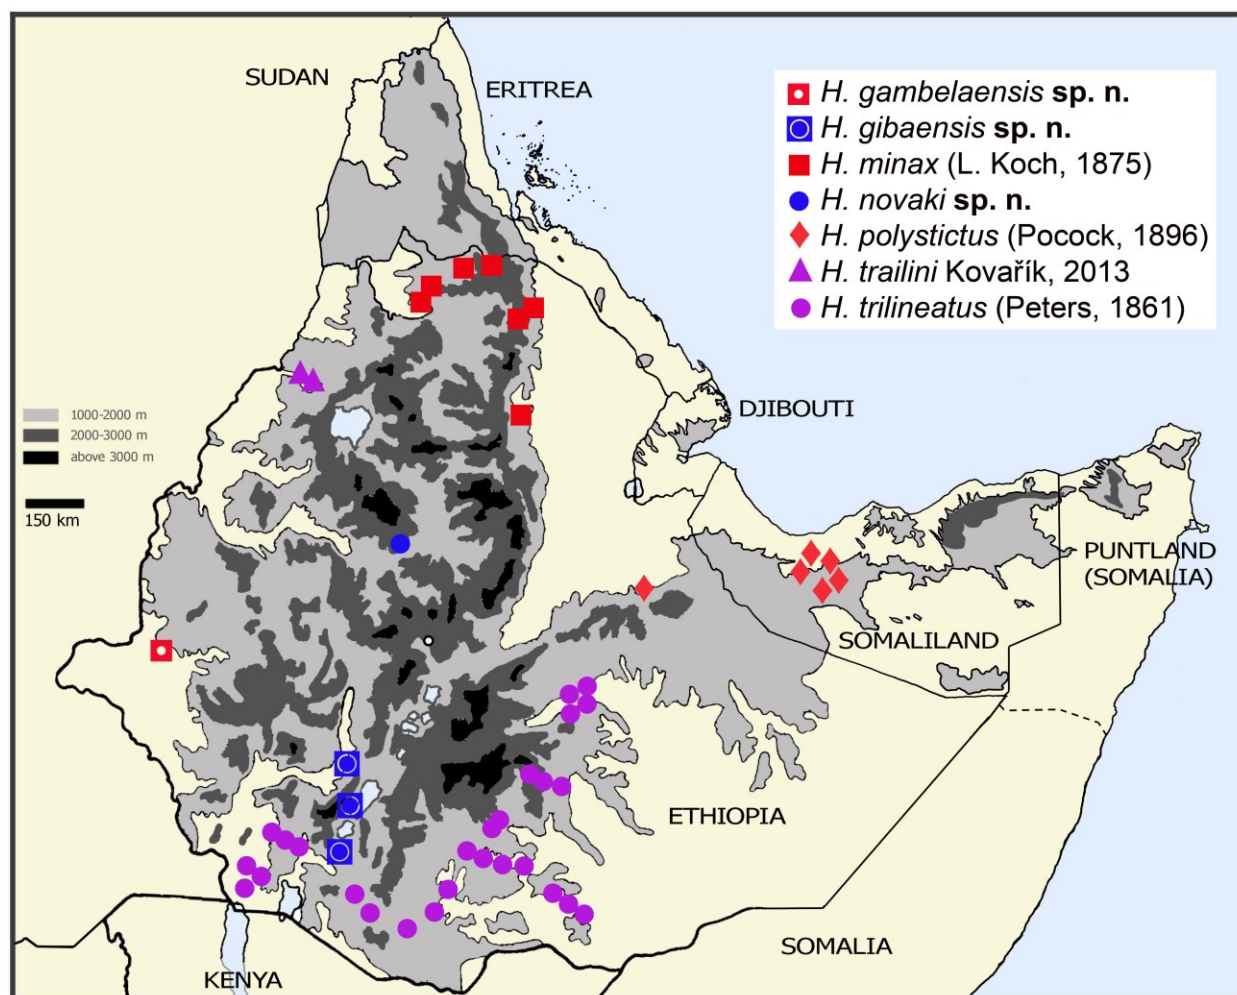 SUDAN
ERITREA
H. gambelaensis sp. n.
H. gibaensis sp. n.
H. minax (L. Koch, 1875)
H. novaki sp. n.
H. polystictus (Pocock, 1896)
H. trailini Kovařík, 2013
H. trilineatus (Peters, 1861)
DJIBOUTI
1000-2000 m
2000-3000 m
above 3000 m
150 km
PUNTLAND
(SOMALIA)
SOMALILAND
ETHIOPIA
SOMALIA
KENYA